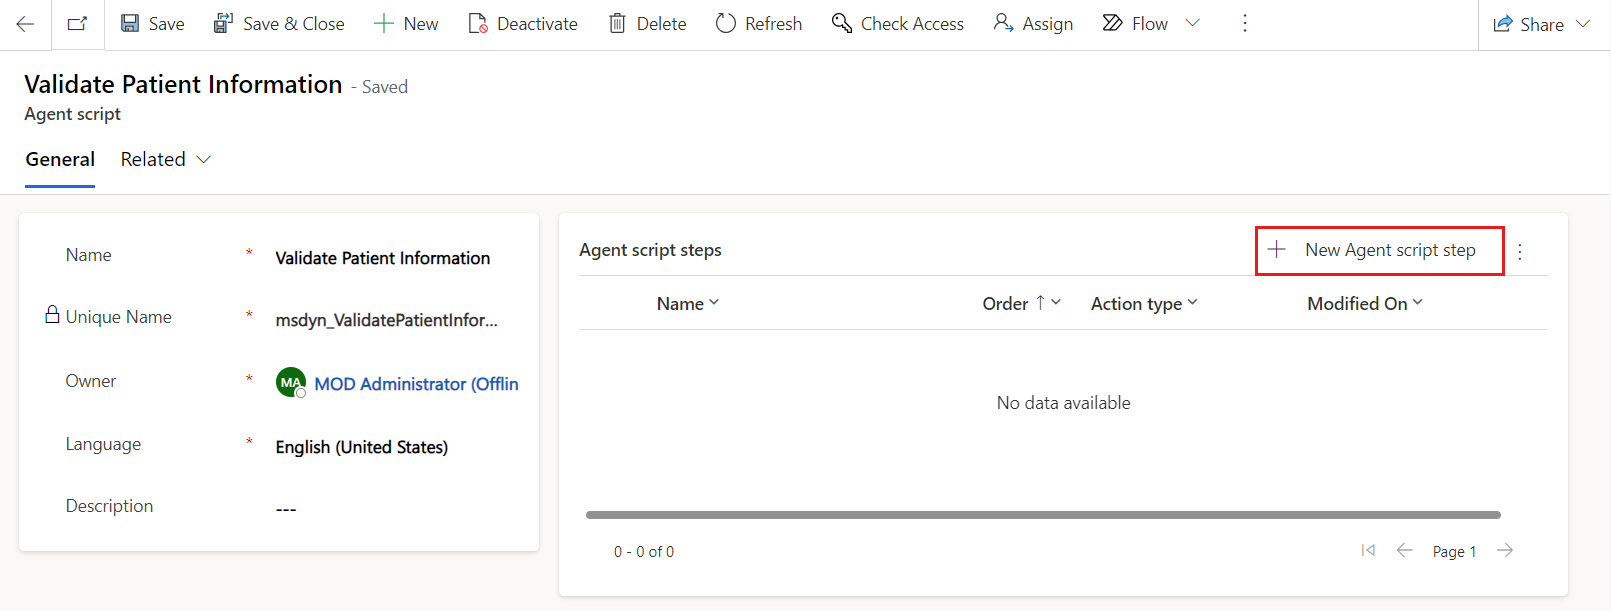 Save Save & Close New Deactivate Delete Refresh Check Access Assign Flow Share
Validate Patient Information - Saved
Agent script
General Related
Name * Validate Patient Information
Unique Name * msdyn_ValidatePatientInfor...
Owner * MA MOD Administrator (Offlin
Language * English (United States)
Description ---
Agent script steps New Agent script step
Name Order ↑ Action type Modified On
No data available
0 - 0 of 0 Page 1